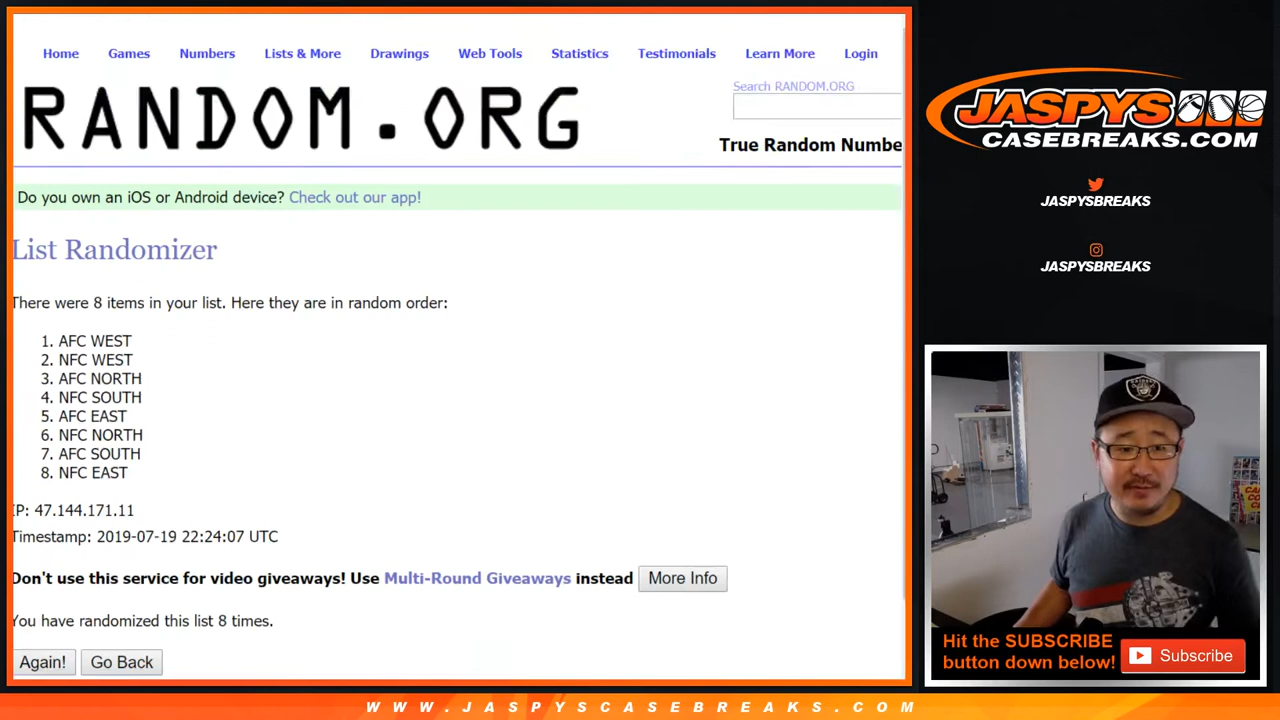 Home Games Numbers Lists & More Drawings Web Tools Statistics Testimonials Learn More Login
RANDOM.ORG
Search RANDOM.ORG
True Random Numbe
Do you own an iOS or Android device? Check out our app!
List Randomizer
There were 8 items in your list. Here they are in random order:
1. AFC WEST
2. NFC WEST
3. AFC NORTH
4. NFC SOUTH
5. AFC EAST
6. NFC NORTH
7. AFC SOUTH
8. NFC EAST
IP: 47.144.171.11
Timestamp: 2019-07-19 22:24:07 UTC
Don't use this service for video giveaways! Use Multi-Round Giveaways instead More Info
You have randomized this list 8 times.
Again! Go Back
JASPYS
CASEBREAKS.COM
JASPYSBREAKS
JASPYSBREAKS
Hit the SUBSCRIBE
button down below!
Subscribe
WWW.JASPYSCASEBREAKS.COM